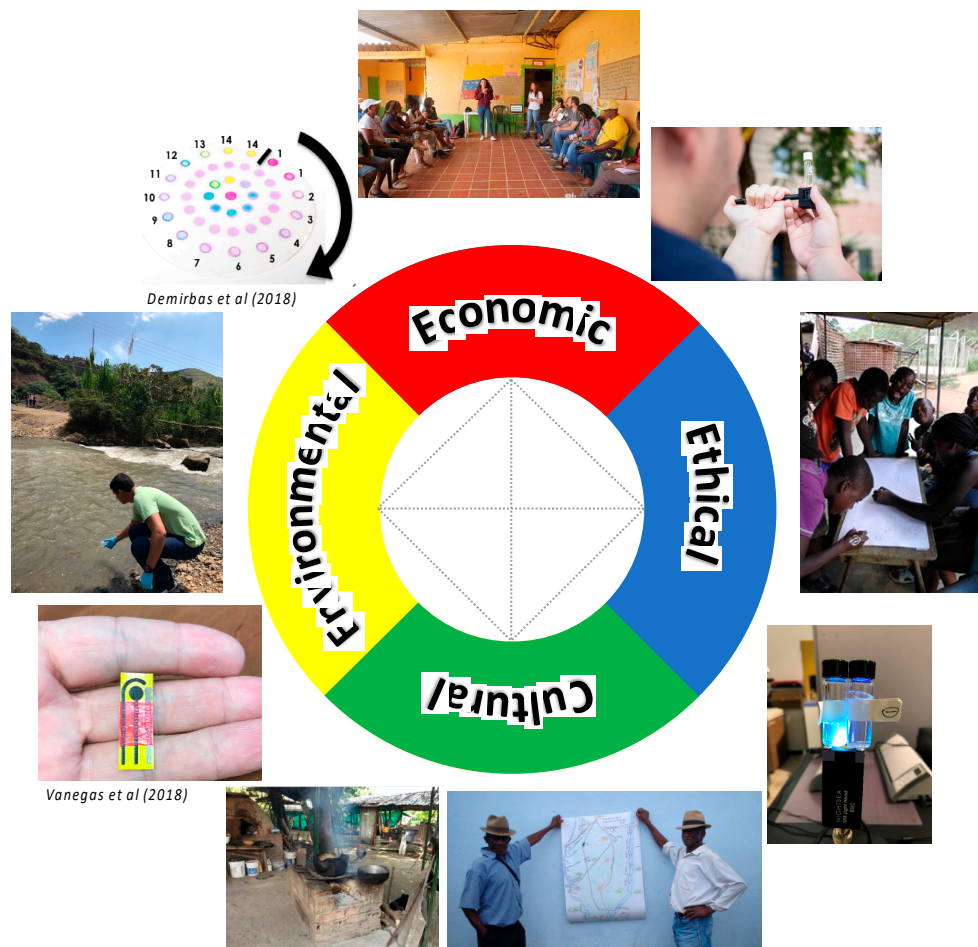 13
14
14
1
12
11
1
10
2
9
3
8
4
7
6
5
Demirbas et al (2018)
Economic
Environmental
Ethical
Cultural
Vanegas et al (2018)
NIGHTSEA